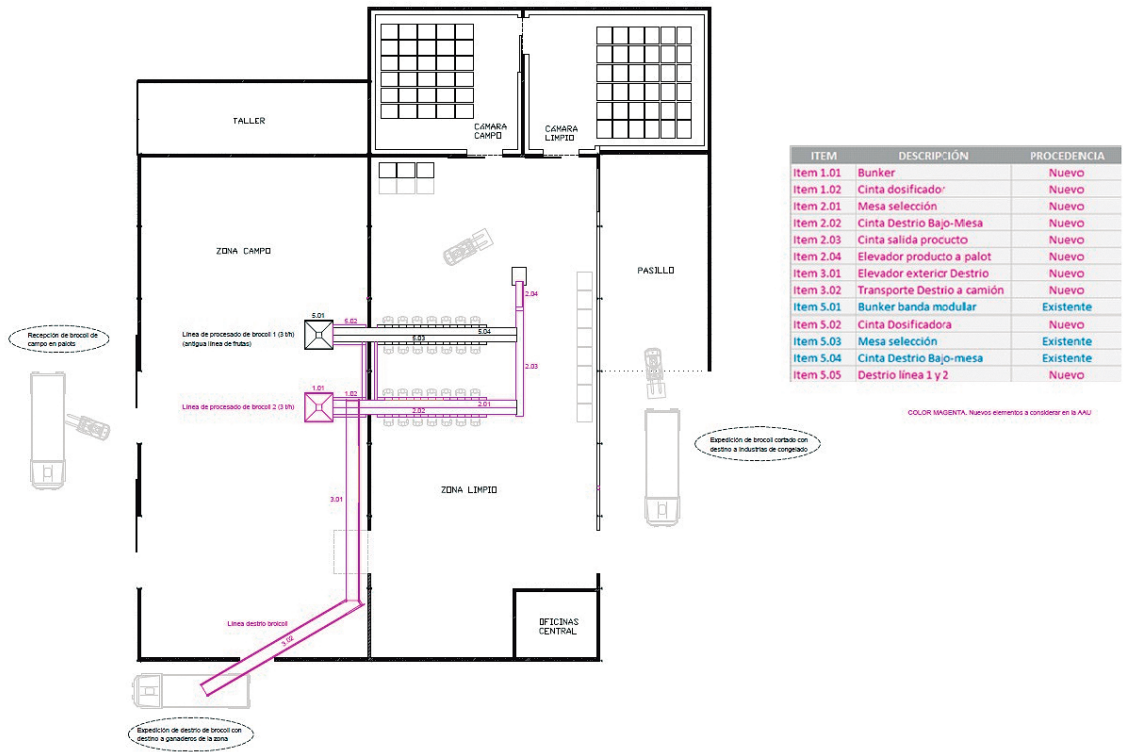 TALLER
CÁMARA
CAMPO
CÁMARA
LIMPIO
ZONA CAMPO
PASILLO
ITEM DESCRIPCIÓN PROCEDENCIA
Item 1.01 Bunker Nuevo
Item 1.02 Cinta dosificador Nuevo
Item 2.01 Mesa selección Nuevo
Item 2.02 Cinta Destrio Bajo-Mesa Nuevo
Item 2.03 Cinta salida producto Nuevo
Item 2.04 Elevador producto a palot Nuevo
Item 3.01 Elevador exterior Destrio Nuevo
Item 3.02 Transporte Destrio a camión Nuevo
Item 5.01 Bunker banda modullar Existente
Item 5.02 Cinta Dosificadora Nuevo
Item 5.03 Mesa selección Existente
Item 5.04 Cinta Destrio Bajo-mesa Existente
Item 5.05 Destrio línea 1 y 2 Nuevo
COLOR MAGENTA. Nuevos elementos a considerar en la AAU
Recepción de brocoli de
campo en palots
Línea de procesado de brocoli 1 (3 t/h)
(antigua línea de frutas)
5.01
5.02
5.03
5.04
2.04
2.03
Línea de procesado de brocoli 2 (3 t/h)
1.01
1.02
2.02
2.01
3.01
Expedición de brocoli cortado con
destino a industrias de congelado
ZONA LIMPIO
OFICINAS
CENTRAL
Línea destrio brocoli
3.02
Expedición de destrio de brocoli con
destino a ganaderos de la zona